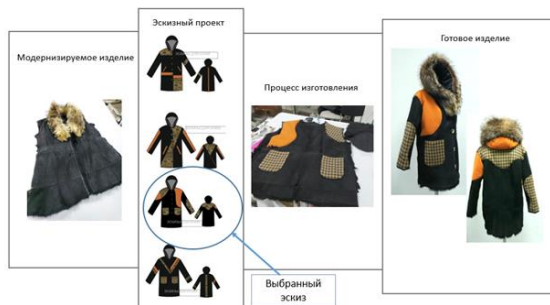 Модернизируемое изделие
Эскизный проект
Процесс изготовления
Готовое изделие
Выбранный
эскиз